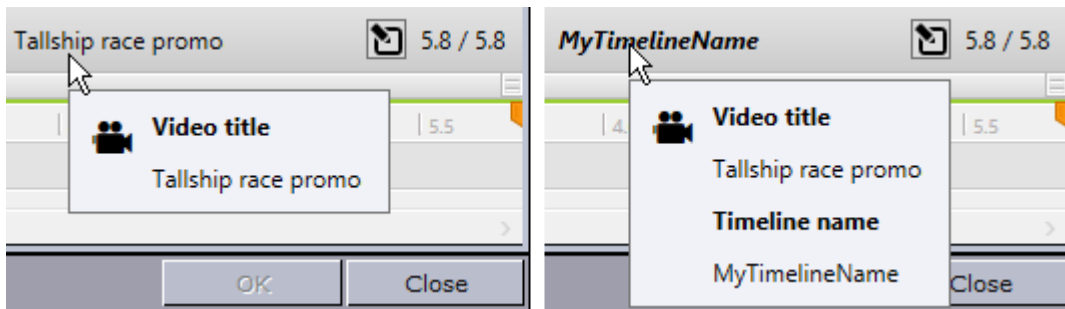 Tallship race promo
5.8 / 5.8
Video title
Tallship race promo
5.5
OK
Close
MyTimelineName
5.8 / 5.8
4.
Video title
Tallship race promo
Timeline name
MyTimelineName
5.5
Close